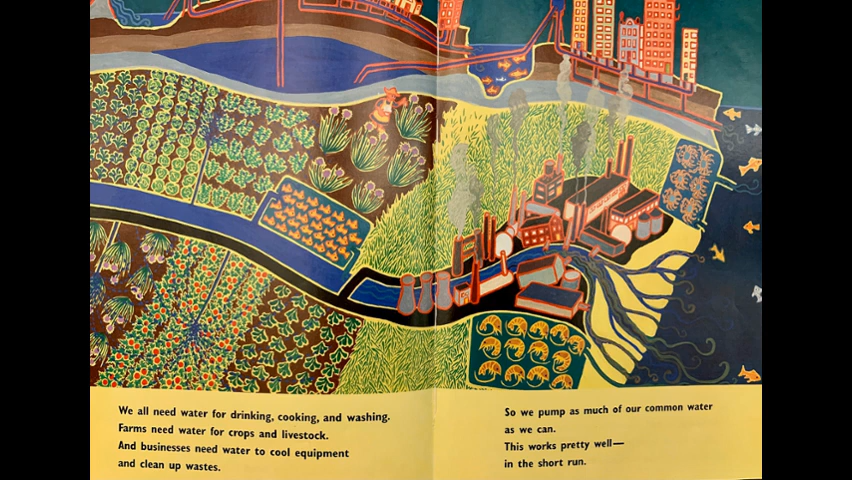 We all need water for drinking, cooking, and washing.
Farms need water for crops and livestock.
And businesses need water to cool equipment
and clean up wastes.
So we pump as much of our common water
as we can.
This works pretty well—
in the short run.